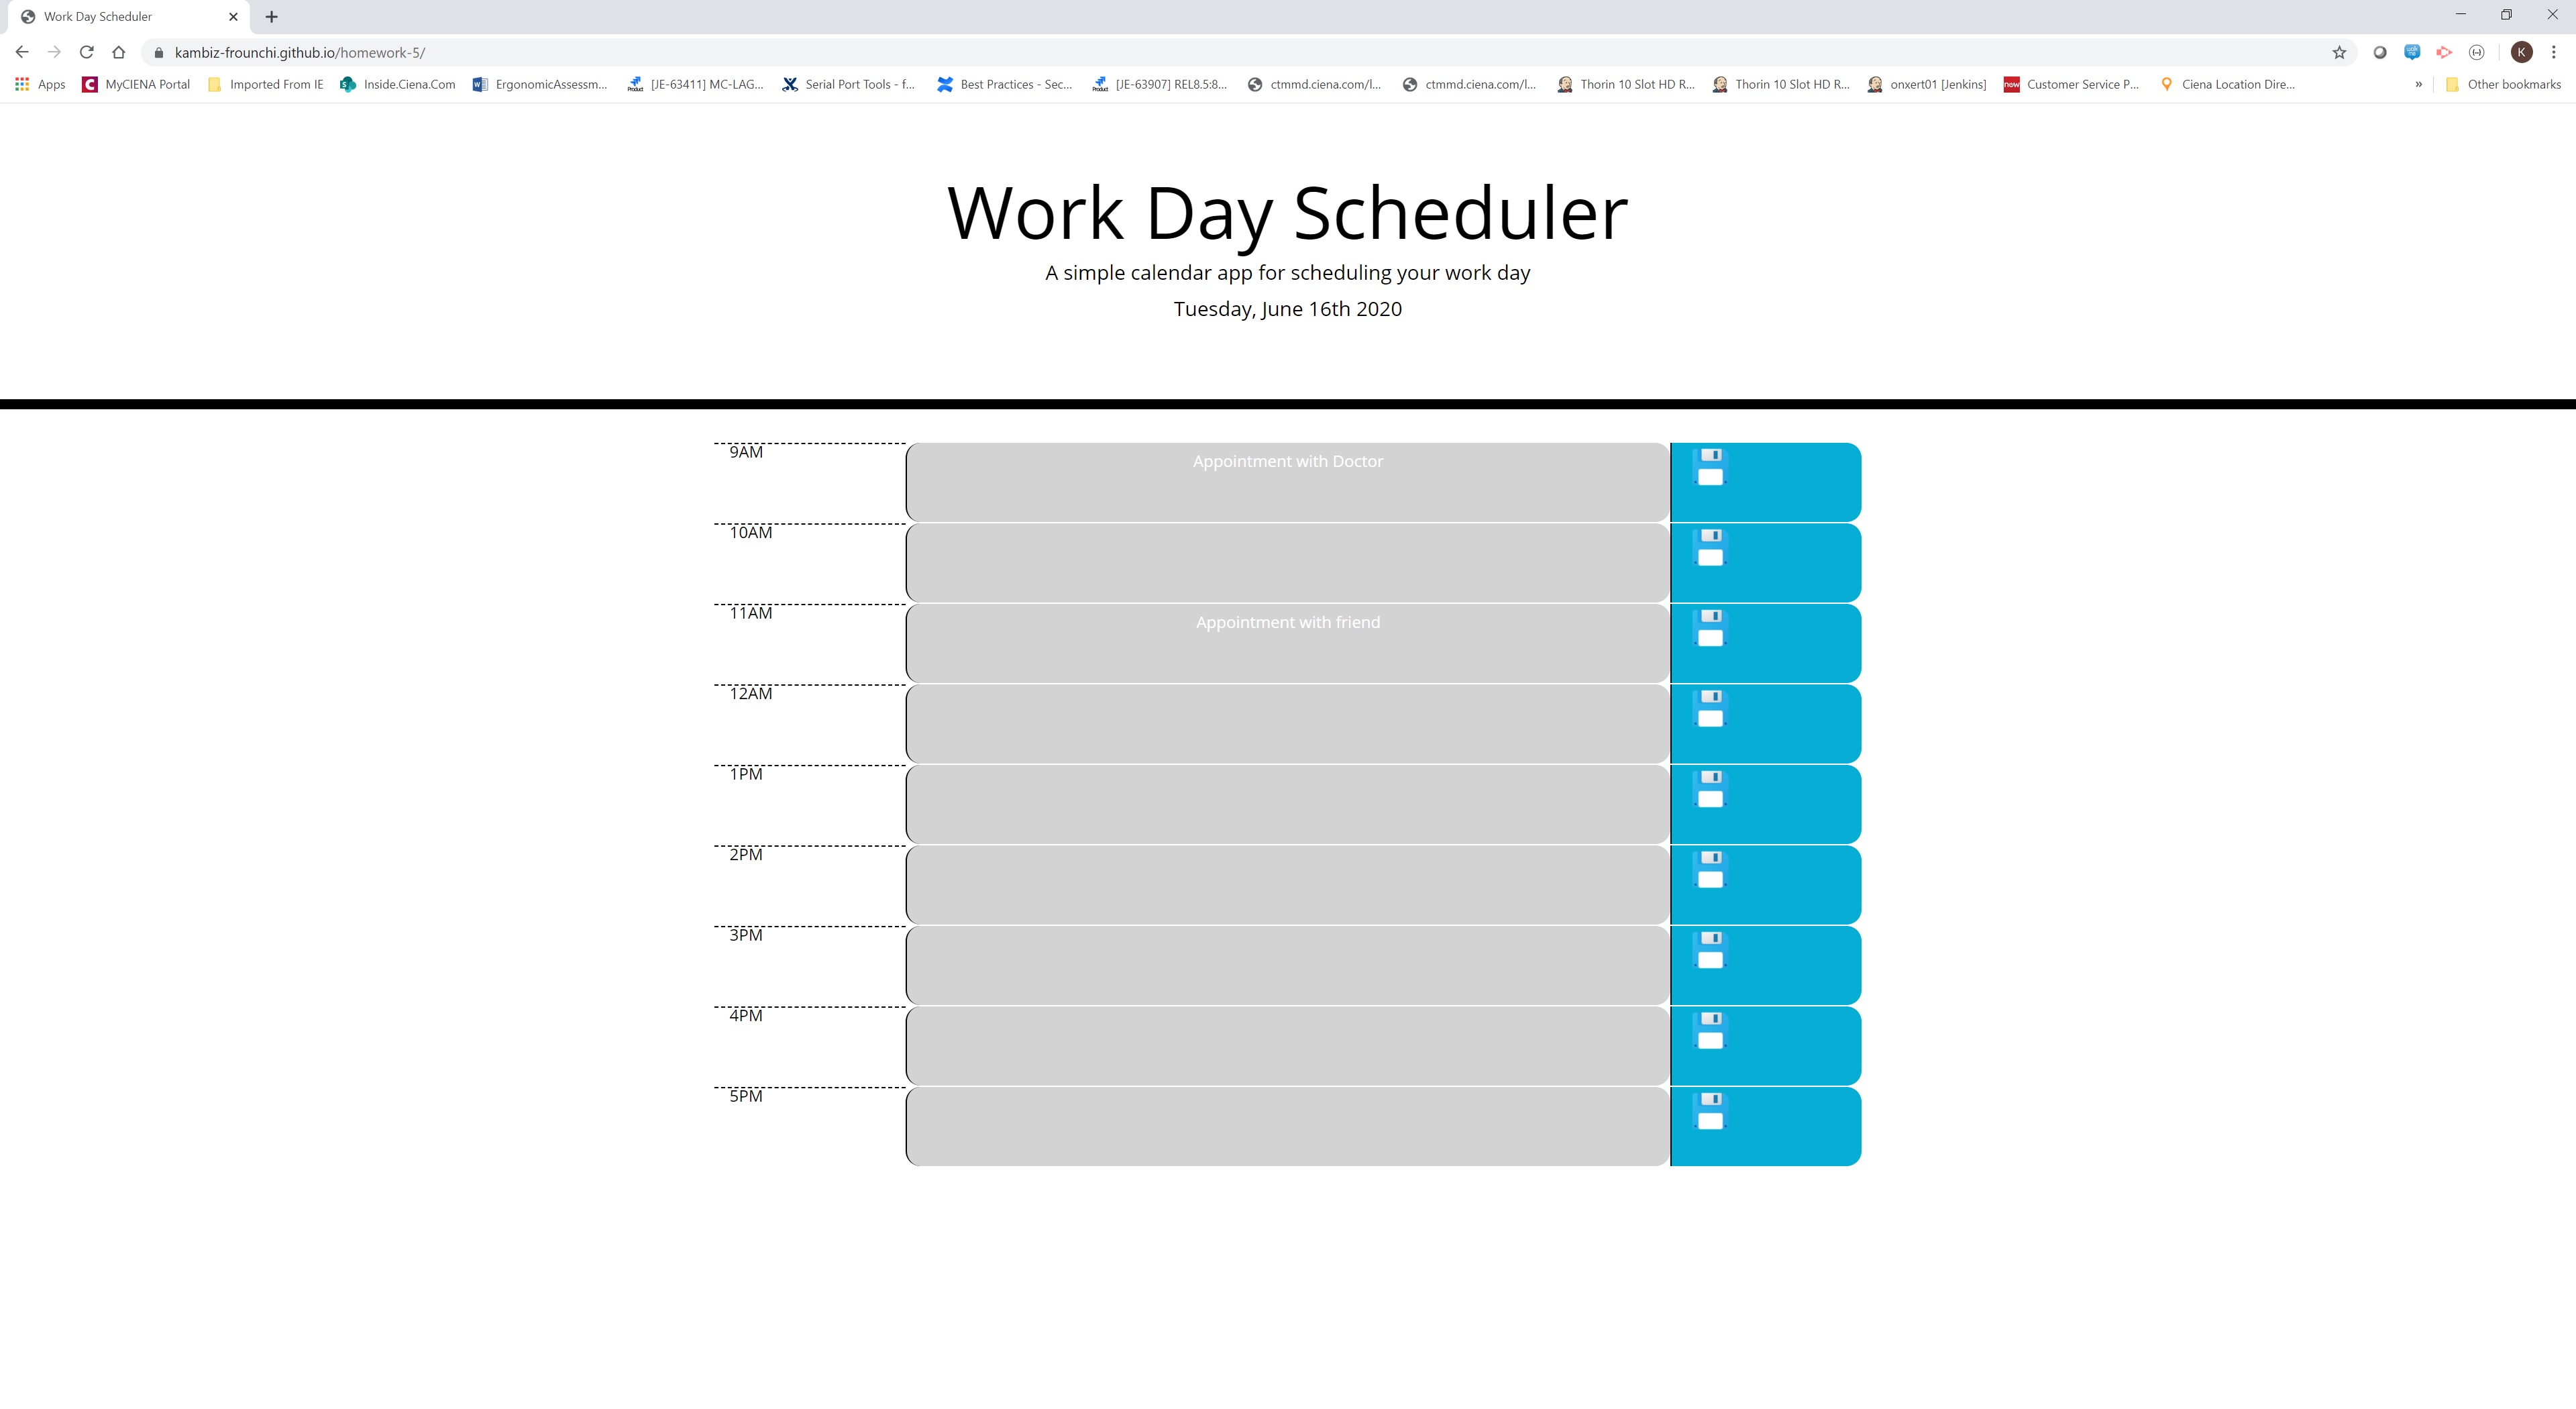 Work Day Scheduler
kambiz-frounchi.github.io/homework-5/
K
Apps
MyCIENA Portal
Imported From IE
Inside.Ciena.Com
ErgonomicAssessm...
[JE-63411] MC-LAG...
Serial Port Tools - f...
Best Practices - Sec...
[JE-63907] REL8.5:8...
ctmmd.ciena.com/l...
ctmmd.ciena.com/l...
Thorin 10 Slot HD R...
Thorin 10 Slot HD R...
onxert01 [Jenkins]
now
Customer Service P...
Ciena Location Dire...
»
Other bookmarks
Work Day Scheduler
A simple calendar app for scheduling your work day
Tuesday, June 16th 2020
9AM
Appointment with Doctor
10AM
11AM
Appointment with friend
12AM
1PM
2PM
3PM
4PM
5PM